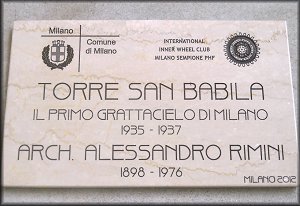 Milano
Comune
di Milano
INTERNATIONAL
INNER WHEEL CLUB
MILANO SEMPIONE PHF
TORRE SAN BABILA
IL PRIMO GRATTACIELO DI MILANO
1935 - 1937
ARCH. ALESSANDRO RIMINI
1898 - 1976
MILANO 2012